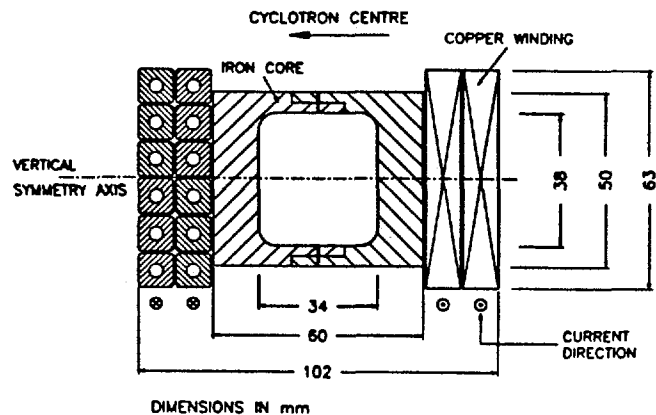 CYCLOTRON CENTRE
COPPER WINDING
IRON CORE
VERTICAL
SYMMETRY AXIS
38
50
63
34
60
102
CURRENT
DIRECTION
DIMENSIONS IN mm